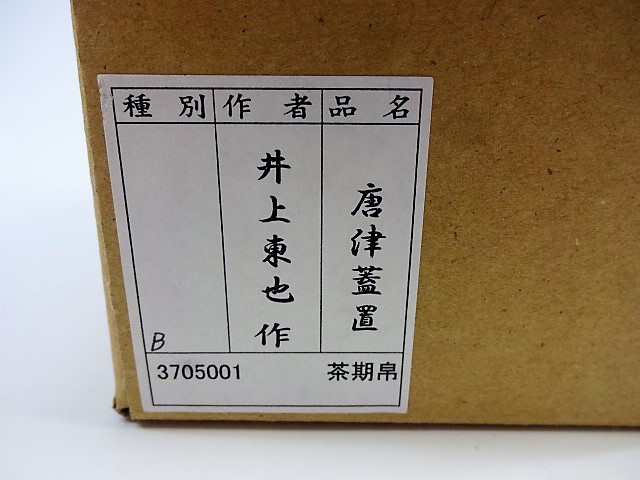 品名
唐津蓋置
作者
井上東也 作
種別
B
3705001 茶期帛